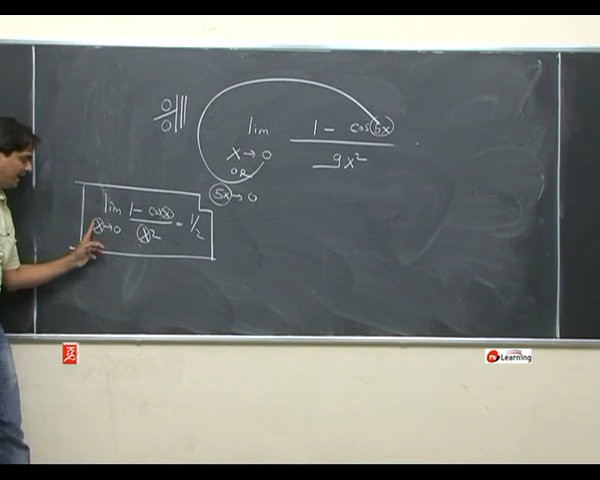 0/0 |||
lim 1 - cos 5x
x → 0 9x²
OR
5x → 0
lim 1 - cos x
x → 0 x² = 1/2
Learning